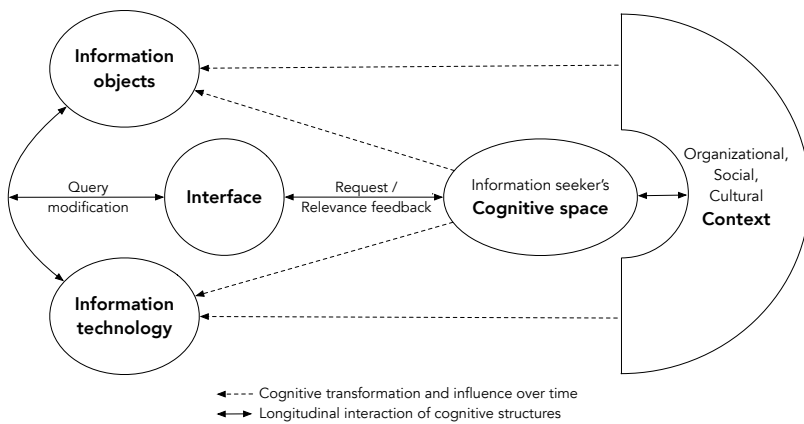 Information
objects
Query
modification
Interface
Request /
Relevance feedback
Information seeker's
Cognitive space
Organizational,
Social,
Cultural
Context
Information
technology
Cognitive transformation and influence over time
Longitudinal interaction of cognitive structures